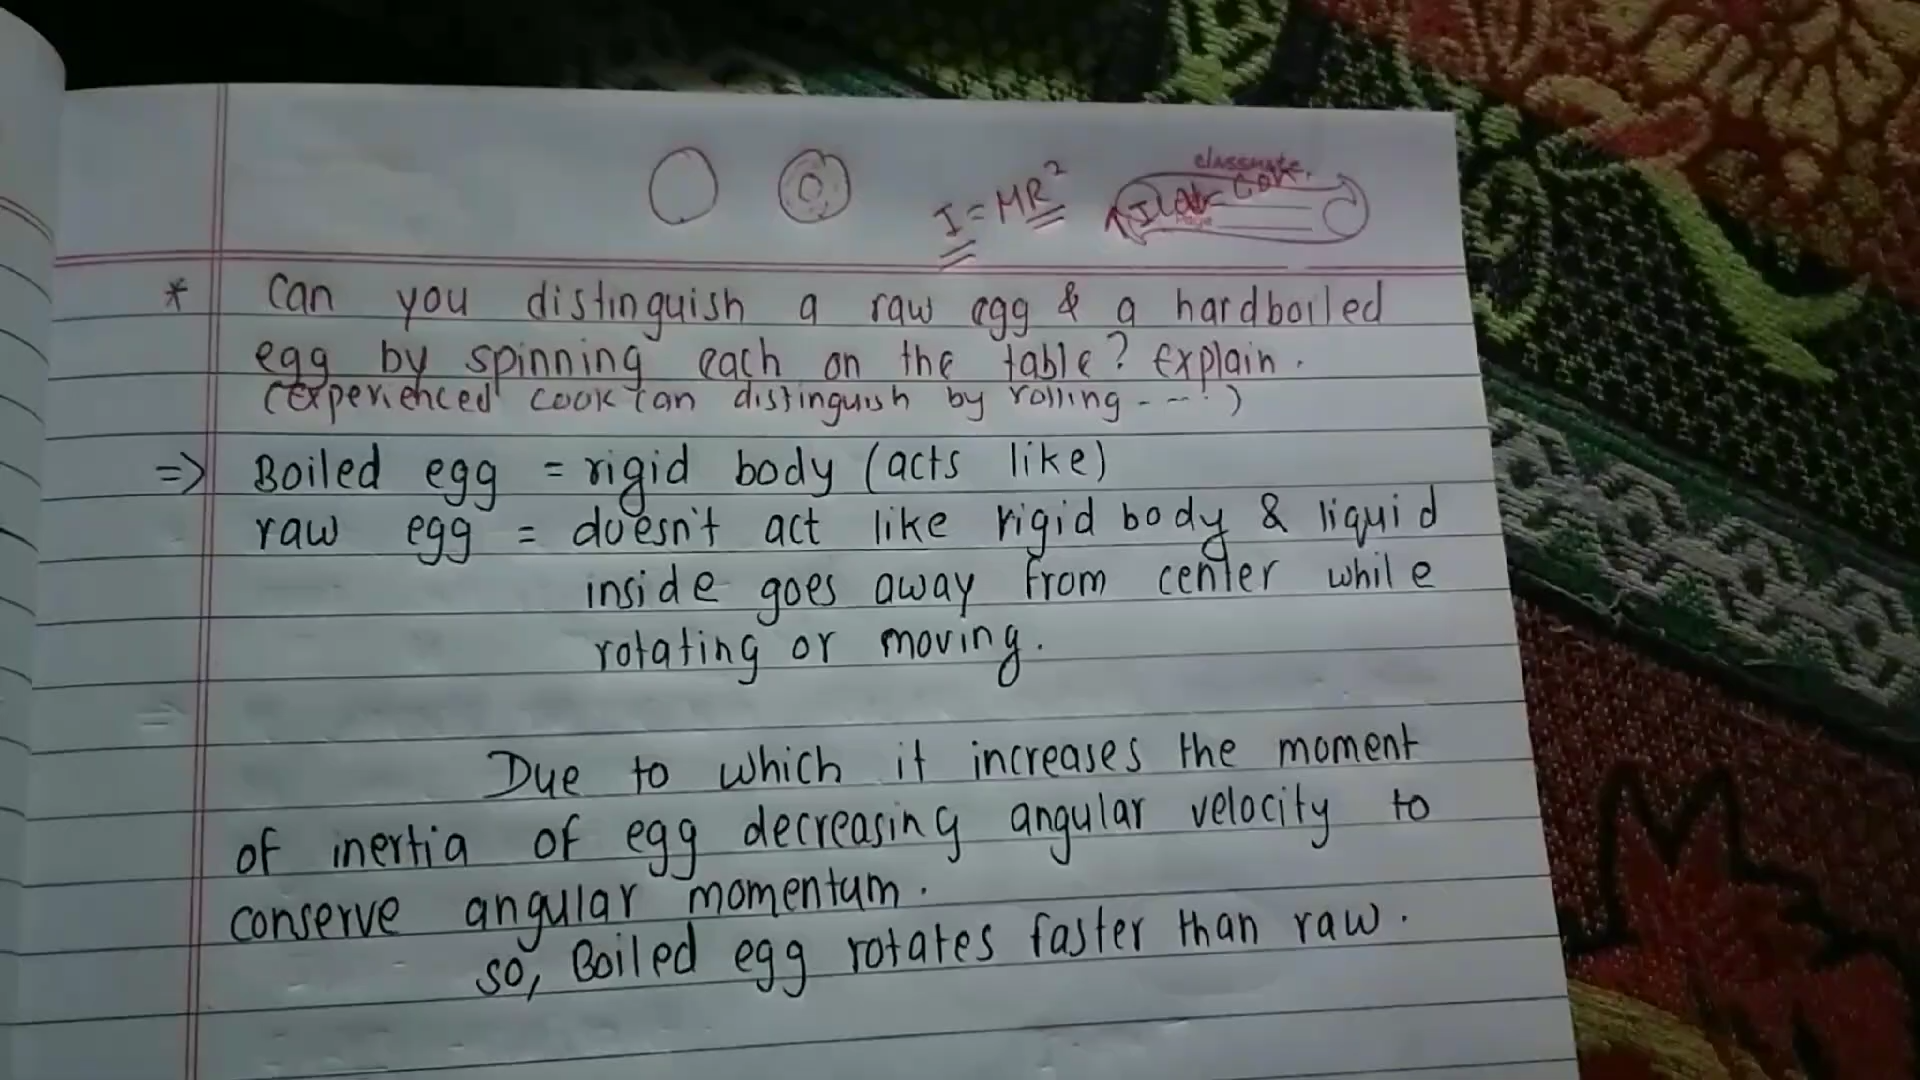 classmate
I = MR²
* Can you distinguish a raw egg & a hardboiled
egg by spinning each on the table? Explain.
(experienced cook can distinguish by rolling - - - ?)
=> Boiled egg = rigid body (acts like)
raw egg = doesn't act like rigid body & liquid
inside goes away from center while
rotating or moving.
Due to which it increases the moment
of inertia of egg decreasing angular velocity to
conserve angular momentum.
so, Boiled egg rotates faster than raw.